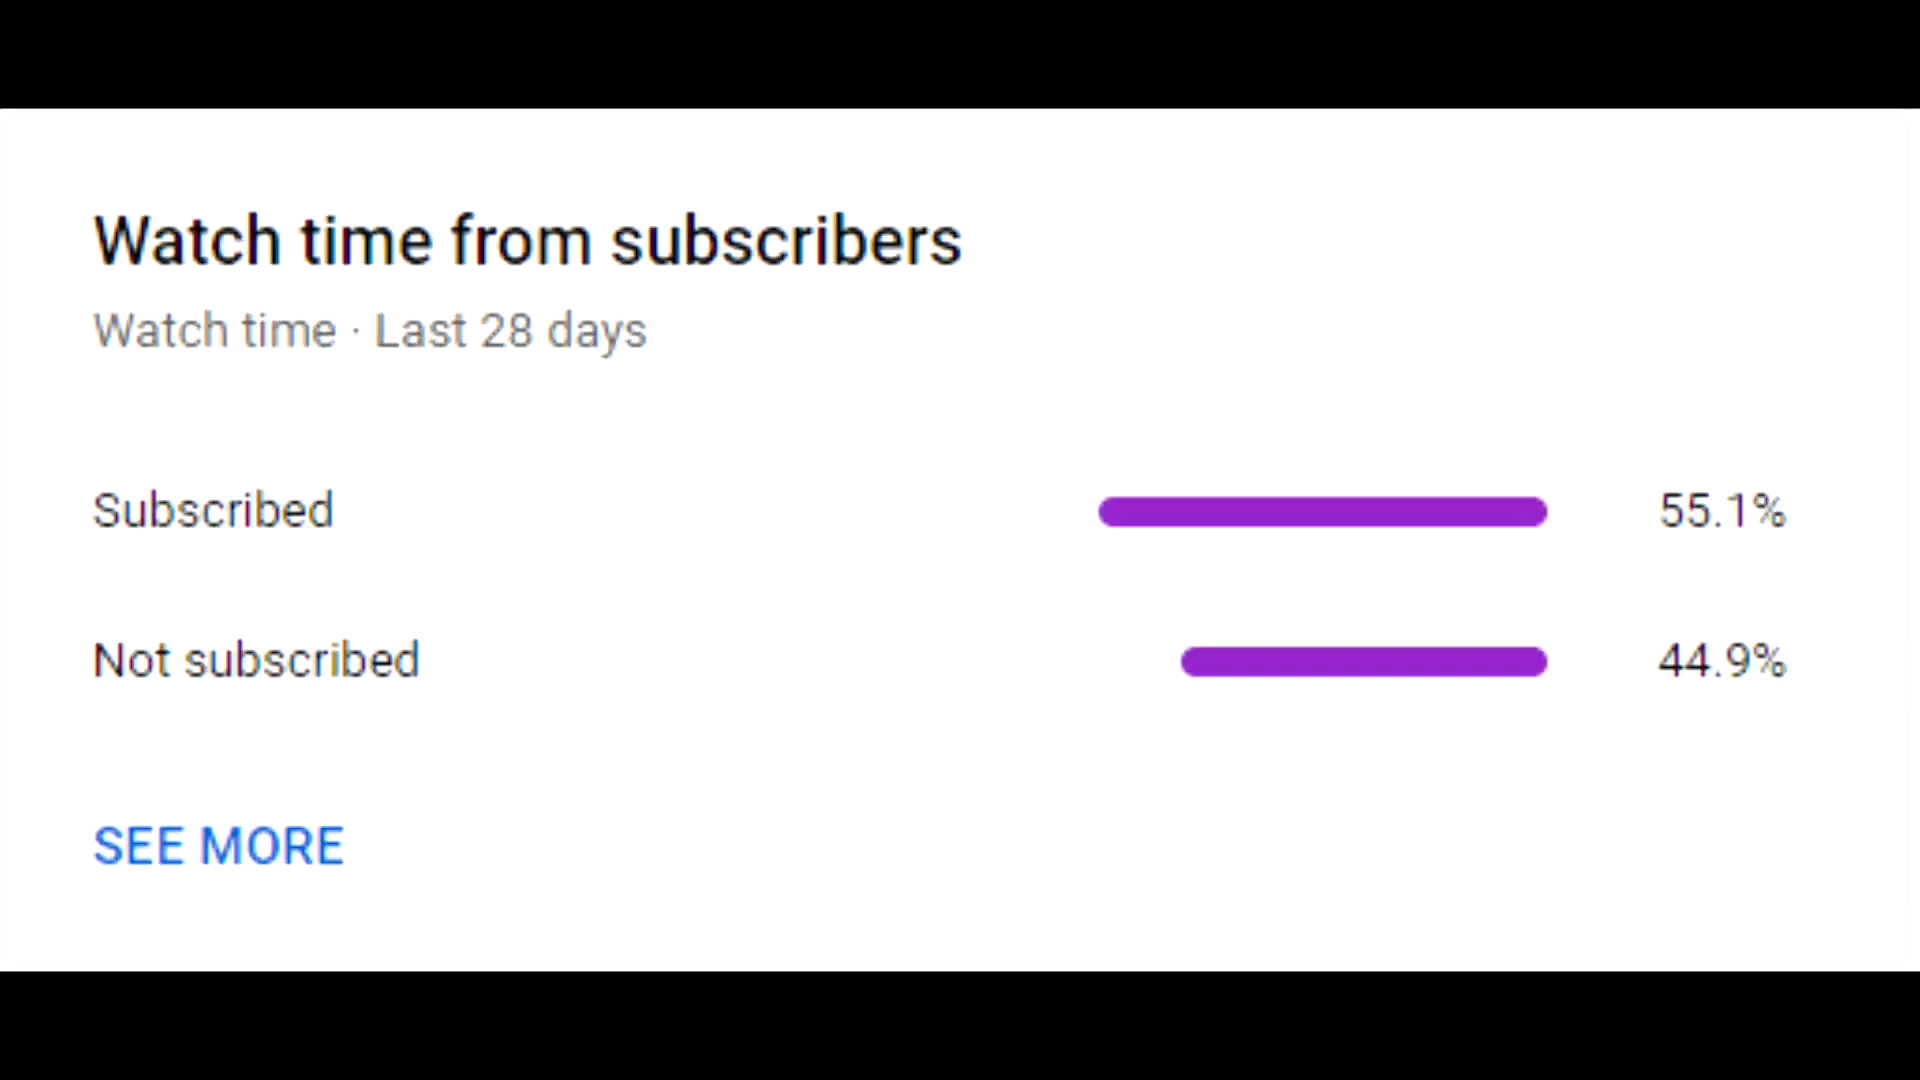 Watch time from subscribers
Watch time · Last 28 days
Subscribed 55.1%
Not subscribed 44.9%
SEE MORE